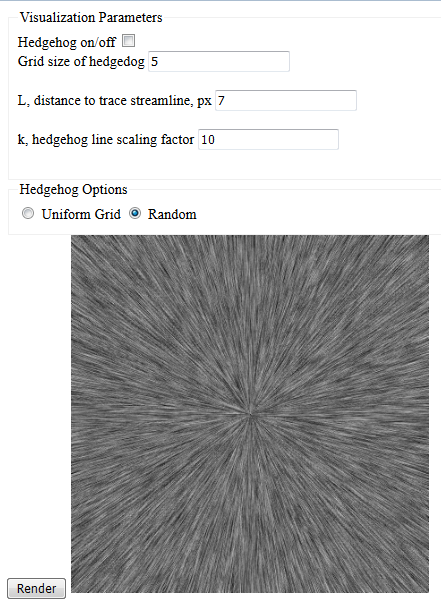 Visualization Parameters
Hedgehog on/off
Grid size of hedgedog 5
L, distance to trace streamline, px 7
k, hedgehog line scaling factor 10
Hedgehog Options
Uniform Grid Random
Render